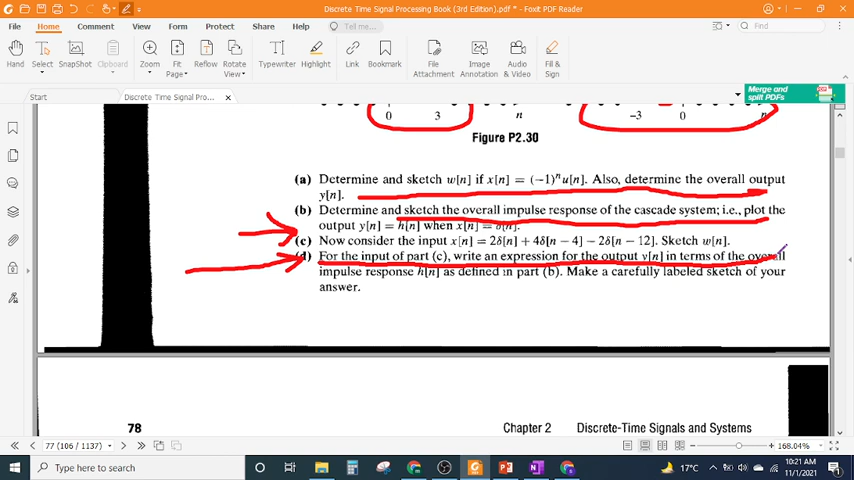 Discrete Time Signal Processing Book (3rd Edition).pdf * - Foxit PDF Reader
File Home Comment View Form Protect Share Help Tell me... Find
Hand Select SnapShot Clipboard Zoom Fit Page Reflow Rotate View Typewriter Highlight Link Bookmark File Attachment Image Annotation Audio & Video Fill & Sign
Start Discrete Time Signal Pro... Merge and split PDFs
0 3 n −3 0 n
Figure P2.30
(a) Determine and sketch w[n] if x[n] = (−1)ⁿu[n]. Also, determine the overall output
y[n].
(b) Determine and sketch the overall impulse response of the cascade system; i.e., plot the
output y[n] = h[n] when x[n] = δ[n].
(c) Now consider the input x[n] = 2δ[n] + 4δ[n − 4] − 2δ[n − 12]. Sketch w[n].
(d) For the input of part (c), write an expression for the output y[n] in terms of the overall
impulse response h[n] as defined in part (b). Make a carefully labeled sketch of your
answer.
78 Chapter 2 Discrete-Time Signals and Systems
77 (106 / 1137) 168.04%
Type here to search 17°C 10:21 AM
11/1/2021